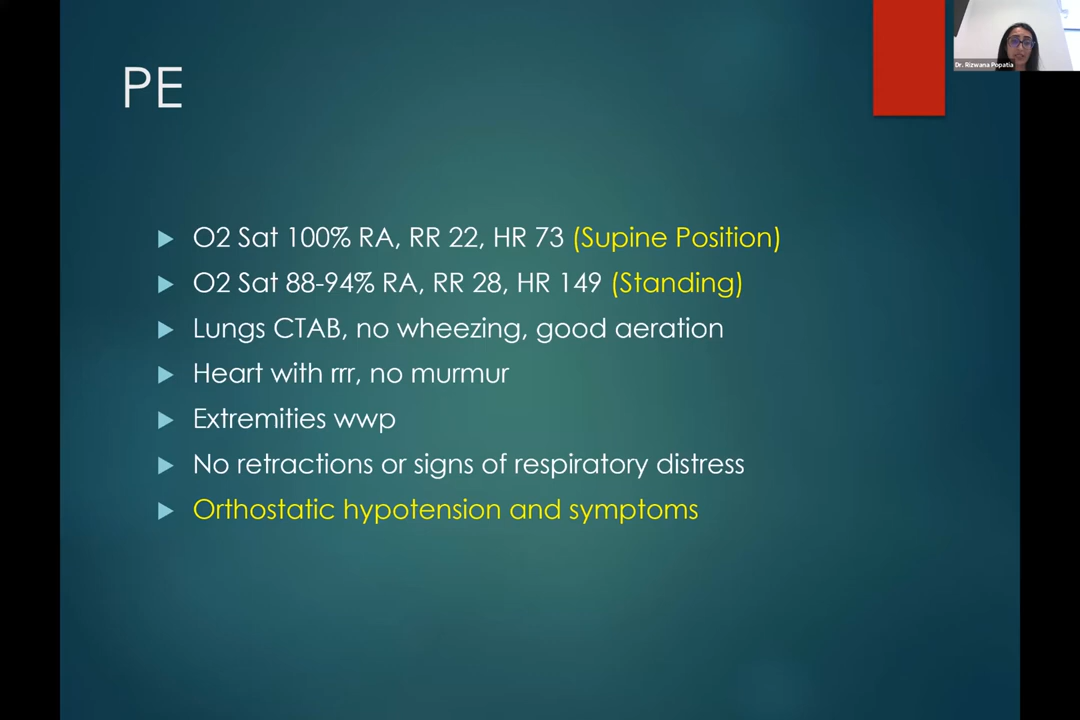 Dr. Rizwana Popatia
PE
O2 Sat 100% RA, RR 22, HR 73 (Supine Position)
O2 Sat 88-94% RA, RR 28, HR 149 (Standing)
Lungs CTAB, no wheezing, good aeration
Heart with rrr, no murmur
Extremities wwp
No retractions or signs of respiratory distress
Orthostatic hypotension and symptoms